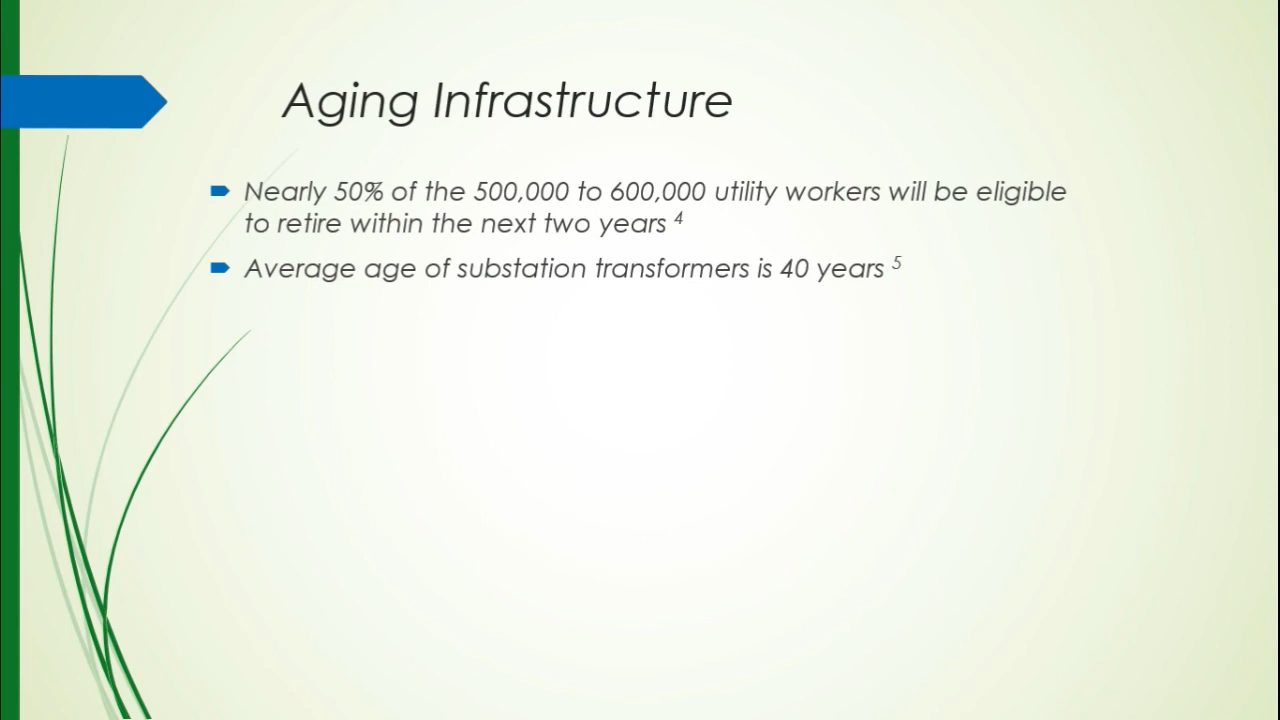 Aging Infrastructure
Nearly 50% of the 500,000 to 600,000 utility workers will be eligible
to retire within the next two years 4
Average age of substation transformers is 40 years 5